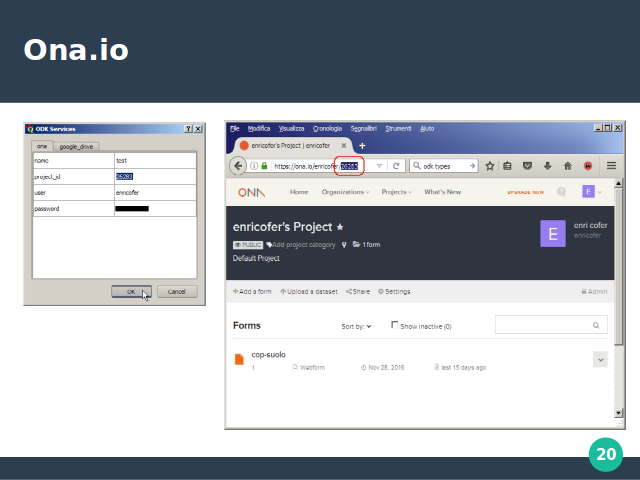 Ona.io
ODK Services
ona google_drive
name test
project_id 26283
user enricofer
password
OK Cancel
File Modifica Visualizza Cronologia Segnalibri Strumenti Aiuto
enricofer's Project | enricofer
https://ona.io/enricofer/26283
odk types
ONA Home Organizations Projects What's New UPGRADE NOW E
enricofer's Project
PUBLIC Add project category 1 form
Default Project
E
enri cofer
enricofer
Add a form Upload a dataset Share Settings Admin
Forms Sort by: Show inactive (0)
cop-suolo
1 Webform Nov 28, 2016 last 15 days ago
20